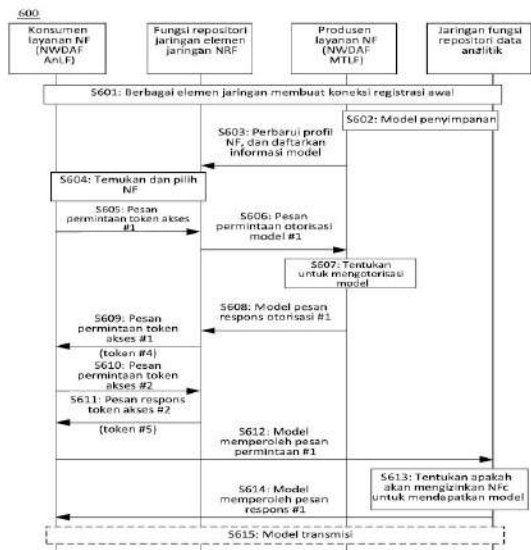 600
Konsumen
layanan NF
(NWDAF
AnLF)
Fungsi repositori
jaringan elemen
jaringan NRF
Produsen
layanan NF
(NWDAF
MTLF)
Jaringan fungsi
repositori data
analitik
S601: Berbagai elemen jaringan membuat koneksi registrasi awal
S602: Model penyimpanan
S603: Perbarui profil
NF, dan daftarkan
informasi model
S604: Temukan dan pilih
NF
S605: Pesan
permintaan token akses
#1
S606: Pesan
permintaan otorisasi
model #1
S607: Tentukan
untuk mengotorisasi
model
S608: Model pesan
respons otorisasi #1
S609: Pesan
permintaan token
akses #1
(token #4)
S610: Pesan
permintaan token
akses #2
S611: Pesan respons
token akses #2
(token #5)
S612: Model
memperoleh pesan
permintaan #1
S613: Tentukan apakah
akan mengizinkan NFc
untuk mendapatkan model
S614: Model
memperoleh pesan
respons #1
S615: Model transmisi